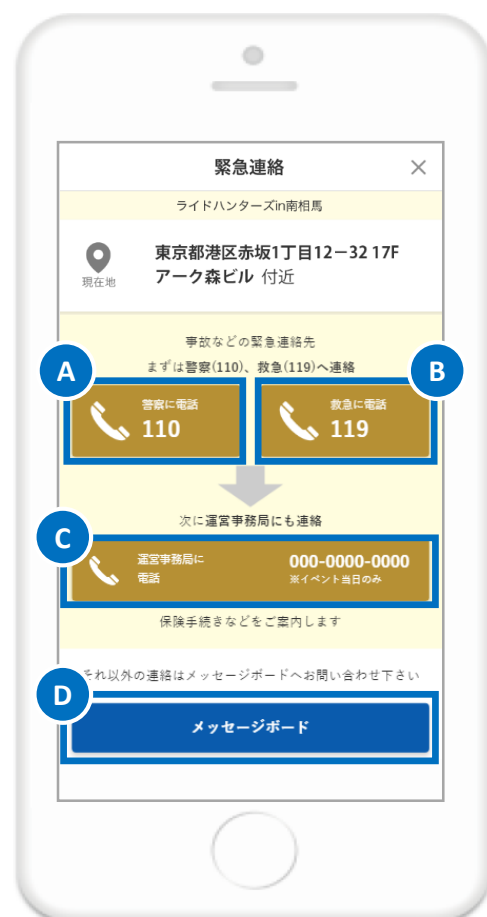 緊急連絡 ×
ライドハンターズin南相馬
東京都港区赤坂1丁目12−32 17F
アーク森ビル 付近
現在地
事故などの緊急連絡先
まずは警察(110)、救急(119)へ連絡
A
B
警察に電話
110
救急に電話
119
次に運営事務局にも連絡
C
運営事務局に
電話
000-0000-0000
※イベント当日のみ
保険手続きなどをご案内します
それ以外の連絡はメッセージボードへお問い合わせ下さい
D
メッセージボード